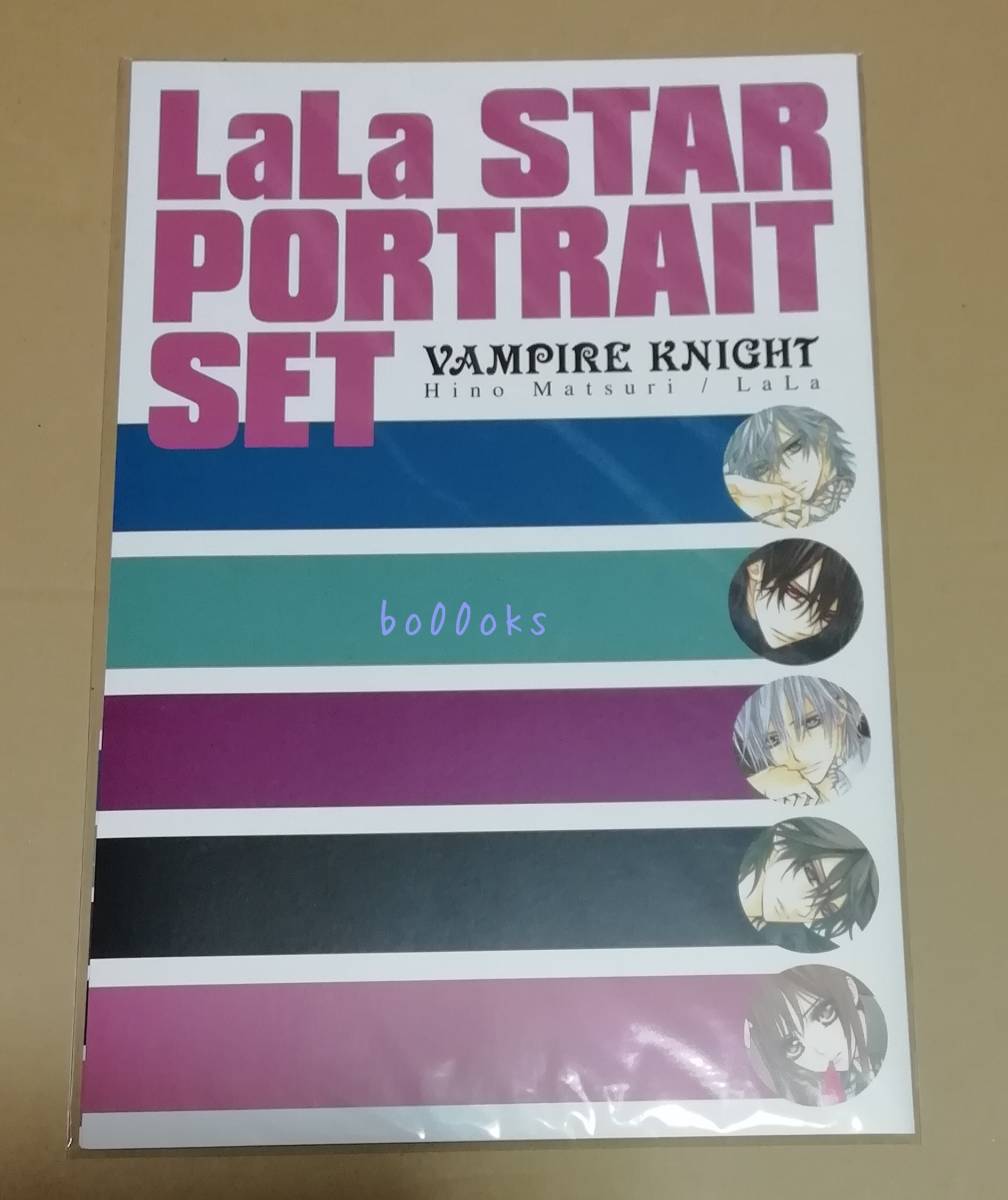 LaLa STAR
PORTRAIT
SET
VAMPIRE KNIGHT
Hino Matsuri / LaLa
bo00oks